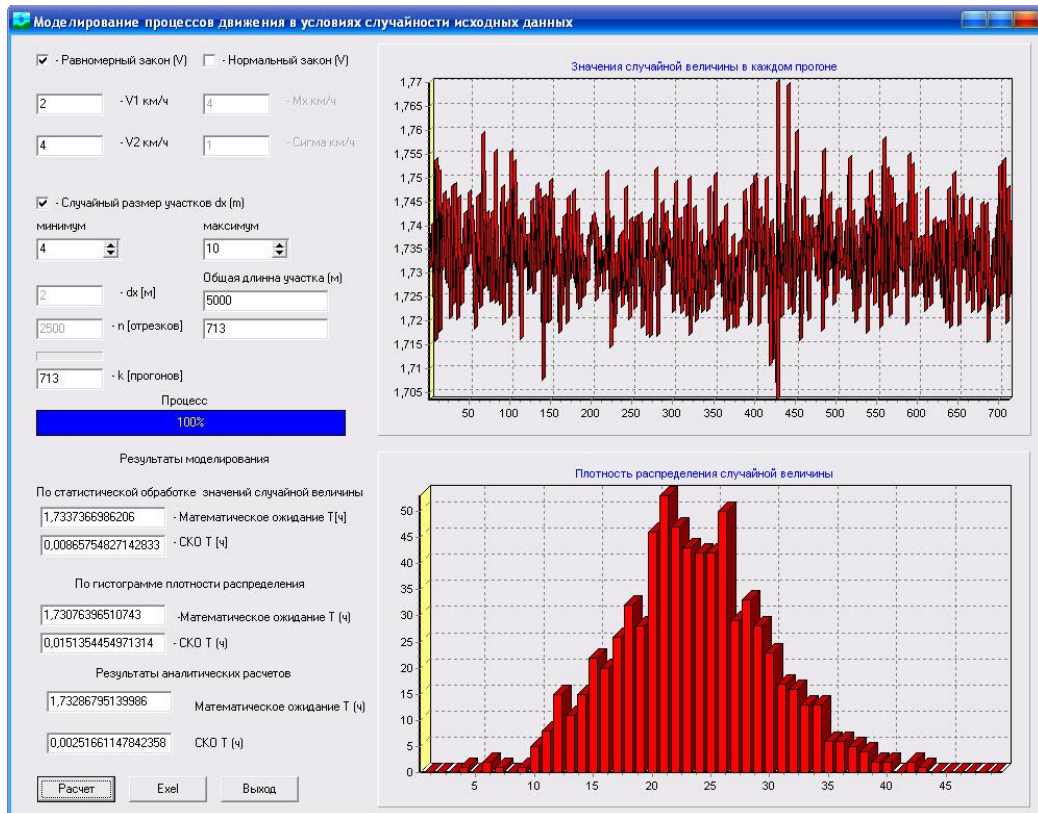 Моделирование процессов движения в условиях случайности исходных данных
- Равномерный закон (V)
- Нормальный закон (V)
2
- V1 км/ч
4
- Мх км/ч
4
- V2 км/ч
1
- Сигма км/ч
- Случайный размер участков dx (m)
минимум
максимум
4
10
Общая длинна участка (м)
2
- dx [м]
5000
2500
- n [отрезков]
713
713
- k [прогонов]
Процесс
100%
Результаты моделирования
По статистической обработке значений случайной величины
1,7337366986206
- Математическое ожидание Т[ч]
0,00865754827142833
- СКО Т [ч]
По гистограмме плотности распределения
1,73076396510743
-Математическое ожидание Т (ч)
0,0151354454971314
- СКО Т (ч)
Результаты аналитических расчетов
1,73286795139986
Математическое ожидание Т (ч)
0,00251661147842358
СКО Т (ч)
Расчет
Exel
Выход
Значения случайной величины в каждом прогоне
1,77
1,765
1,76
1,755
1,75
1,745
1,74
1,735
1,73
1,725
1,72
1,715
1,71
1,705
50 100 150 200 250 300 350 400 450 500 550 600 650 700
Плотность распределения случайной величины
50
45
40
35
30
25
20
15
10
5
0
5 10 15 20 25 30 35 40 45